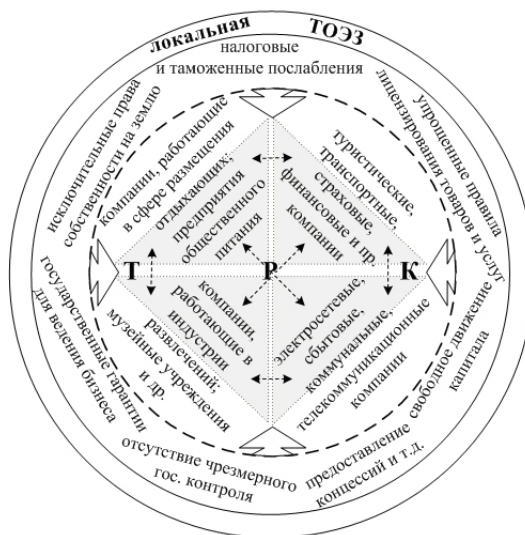 локальная ТОЭЗ
налоговые
и таможенные послабления
упрощенные правила
лицензирования товаров и услуг
свободное движение
капитала
предоставление
концессий и т.д.
отсутствие чрезмерного
гос. контроля
государственные гарантии
для ведения бизнеса
исключительные права
собственности на землю
компании, работающие
в сфере размещения
отдыхающих;
предприятия
общественного
питания
туристические,
транспортные,
страховые,
финансовые и пр.
компании
Т Р К
компании,
работающие в
индустрии
развлечений;
музейные учреждения
и др.
электросетевые,
сбытовые,
коммунальные,
телекоммуникационные
компании